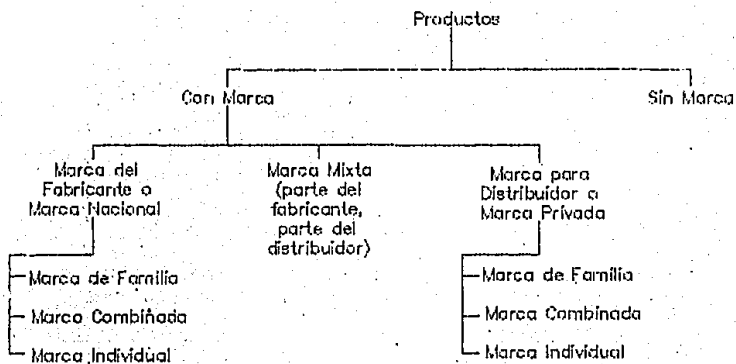 Productos
Con Marca
Sin Marca
Marca del
Fabricante o
Marca Nacional
Marca Mixta
(parte del
fabricante,
parte del
distribuidor)
Marca para
Distribuidor o
Marca Privada
Marca de Familia
Marca Combinada
Marca Individual
Marca de Familia
Marca Combinada
Marca Individual